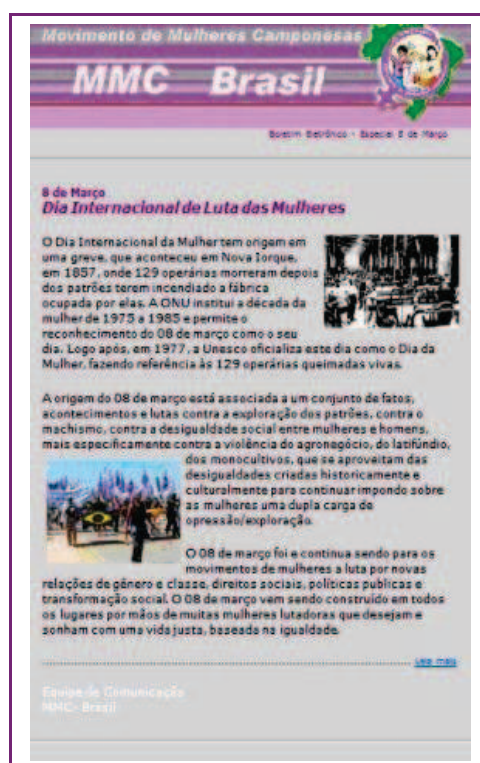 Movimento de Mulheres Camponesas
MMC Brasil
Boletim Eletrônico - Especial 8 de Março
8 de Março
Dia Internacional de Luta das Mulheres
O Dia Internacional da Mulher tem origem em
uma greve, que aconteceu em Nova Iorque,
em 1857, onde 129 operárias morreram depois
dos patrões terem incendiado a fábrica
ocupada por elas. A ONU institui a década da
mulher de 1975 a 1985 e permite o
reconhecimento do 08 de março como o seu
dia. Logo após, em 1977, a Unesco oficializa este dia como o Dia da
Mulher, fazendo referência às 129 operárias queimadas vivas.
A origem do 08 de março está associada a um conjunto de fatos,
acontecimentos e lutas contra a exploração dos patrões, contra o
machismo, contra a desigualdade social entre mulheres e homens,
mais especificamente contra a violência do agronegócio, do latifúndio,
dos monocultivos, que se aproveitam das
desigualdades criadas historicamente e
culturalmente para continuar impondo sobre
as mulheres uma dupla carga de
opressão/exploração.
O 08 de março foi e continua sendo para os
movimentos de mulheres a luta por novas
relações de gênero e classe, direitos sociais, políticas publicas e
transformação social. O 08 de março vem sendo construído em todos
os lugares por mãos de muitas mulheres lutadoras que desejam e
sonham com uma vida justa, baseada na igualdade.
Leia mais
Equipe de Comunicação
MMC- Brasil